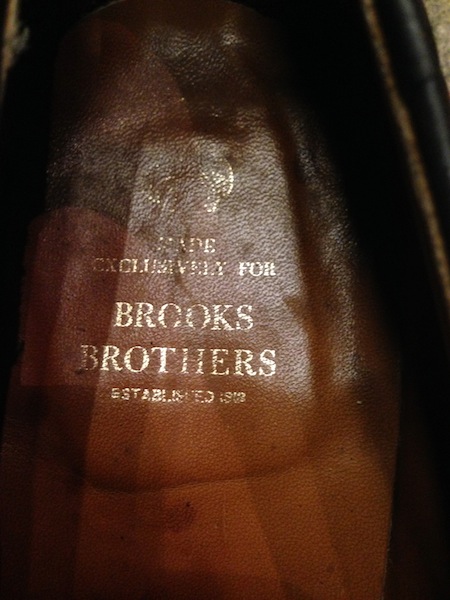 MADE
EXCLUSIVELY FOR
BROOKS
BROTHERS
ESTABLISHED 1818